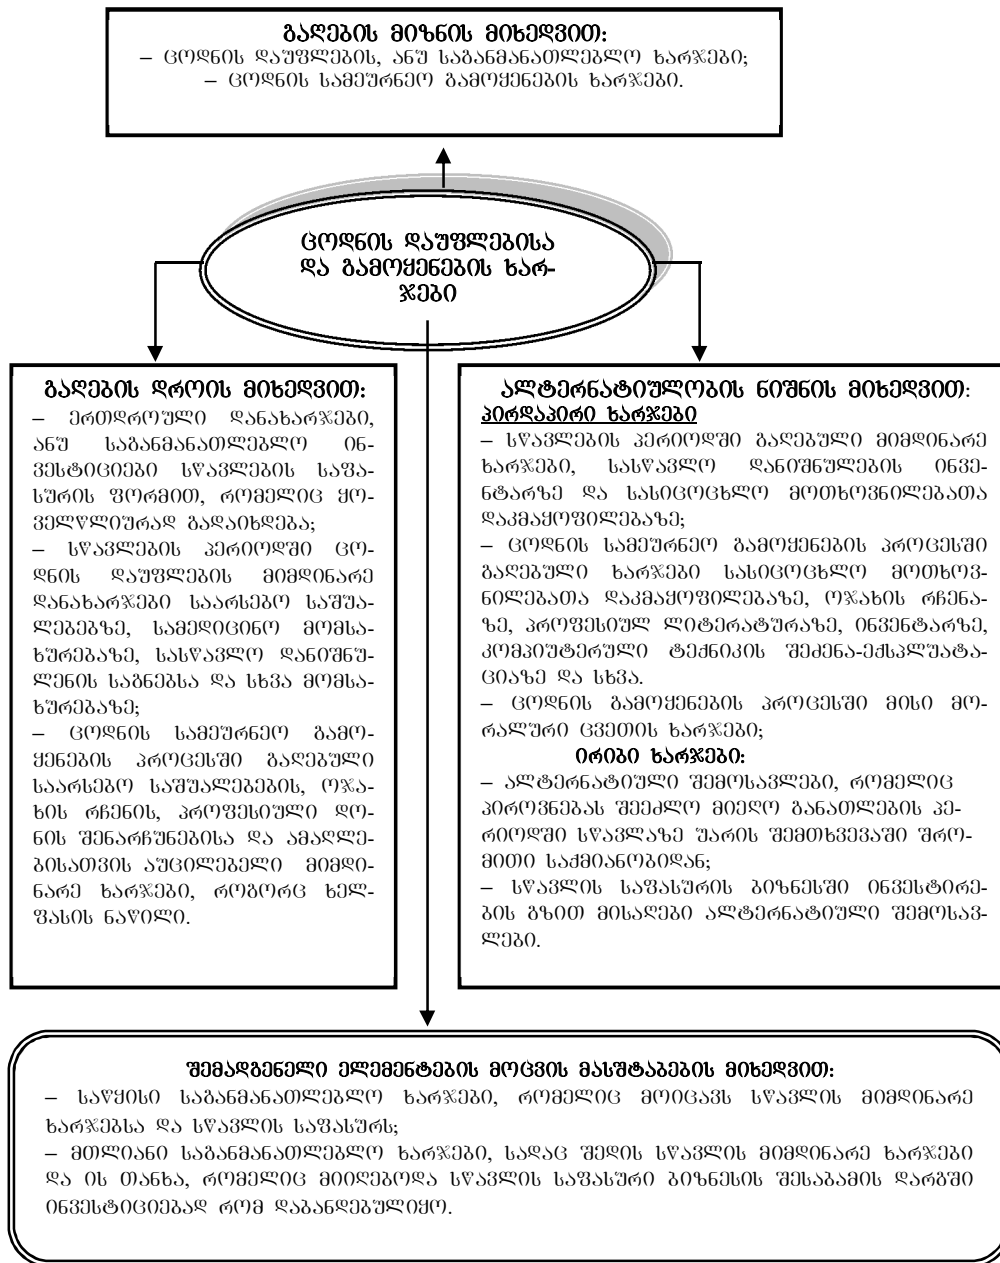 გაღების მიზნის მიხედვით:
– ცოდნის დაუფლების, ანუ საგანმანათლებლო ხარჯები;
– ცოდნის სამეურნეო გამოყენების ხარჯები.
ცოდნის დაუფლებისა
და გამოყენების ხარ-
ჯები
გაღების დროის მიხედვით:
– ერთდროული დანახარჯები,
ანუ საგანმანათლებლო ინ-
ვესტიციები სწავლების საფა-
სურის ფორმით, რომელიც ყო-
ველწლიურად გადაიხდება;
– სწავლების პერიოდში ცო-
დნის დაუფლების მიმდინარე
დანახარჯები საარსებო საშუა-
ლებებზე, სამედიცინო მომსა-
ხურებაზე, სასწავლო დანიშნუ-
ლენის საგნებსა და სხვა მომსა-
ხურებაზე;
– ცოდნის სამეურნეო გამო-
ყენების პროცესში გაღებული
საარსებო საშუალებების, ოჯა-
ხის რჩენის, პროფესიული დო-
ნის შენარჩუნებისა და ამაღლე-
ბისათვის აუცილებელი მიმდი-
ნარე ხარჯები, როგორც ხელ-
ფასის ნაწილი.
ალტერნატიულობის ნიშნის მიხედვით:
პირდაპირი ხარჯები
– სწავლების პერიოდში გაღებული მიმდინარე
ხარჯები, სასწავლო დანიშნულების ინვე-
ნტარზე და სასიცოცხლო მოთხოვნილებათა
დაკმაყოფილებაზე;
– ცოდნის სამეურნეო გამოყენების პროცესში
გაღებული ხარჯები სასიცოცხლო მოთხოვ-
ნილებათა დაკმაყოფილებაზე, ოჯახის რჩენა-
ზე, პროფესიულ ლიტერატურაზე, ინვენტარზე,
კომპიუტერული ტექნიკის შეძენა-ექსპლუატა-
ციაზე და სხვა.
– ცოდნის გამოყენების პროცესში მისი მო-
რალური ცვეთის ხარჯები;
ირიბი ხარჯები:
– ალტერნატიული შემოსავლები, რომელიც
პიროვნებას შეეძლო მიეღო განათლების პე-
რიოდში სწავლაზე უარის შემთხვევაში შრო-
მითი საქმიანობიდან;
– სწავლის საფასურის ბიზნესში ინვესტირე-
ბის გზით მისაღები ალტერნატიული შემოსავ-
ლები.
შემადგენელი ელემენტების მოცვის მასშტაბების მიხედვით:
– საწყისი საგანმანათლებლო ხარჯები, რომელიც მოიცავს სწავლის მიმდინარე
ხარჯებსა და სწავლის საფასურს;
– მთლიანი საგანმანათლებლო ხარჯები, სადაც შედის სწავლის მიმდინარე ხარჯები
და ის თანხა, რომელიც მიიღებოდა სწავლის საფასური ბიზნესის შესაბამის დარგში
ინვესტიციებად რომ დაბანდებულიყო.